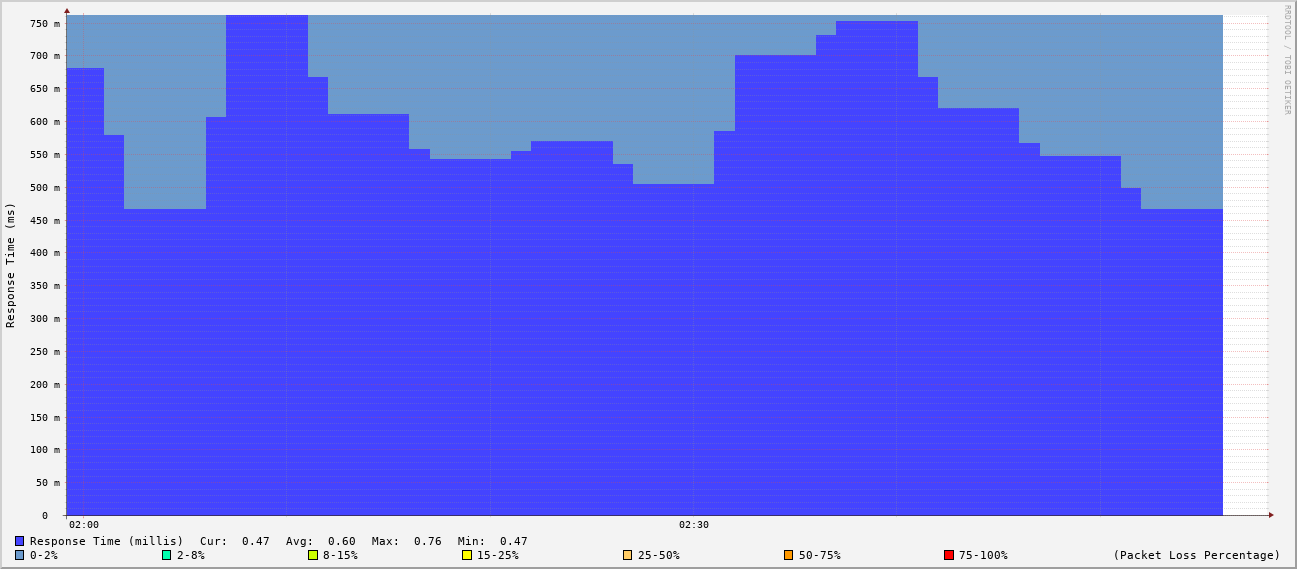 RRDTOOL / TOBI OETIKER
750 m
700 m
650 m
600 m
550 m
500 m
450 m
400 m
350 m
300 m
250 m
200 m
150 m
100 m
50 m
0
Response Time (ms)
02:00 02:30
Response Time (millis) Cur: 0.47 Avg: 0.60 Max: 0.76 Min: 0.47
0-2% 2-8% 8-15% 15-25% 25-50% 50-75% 75-100% (Packet Loss Percentage)